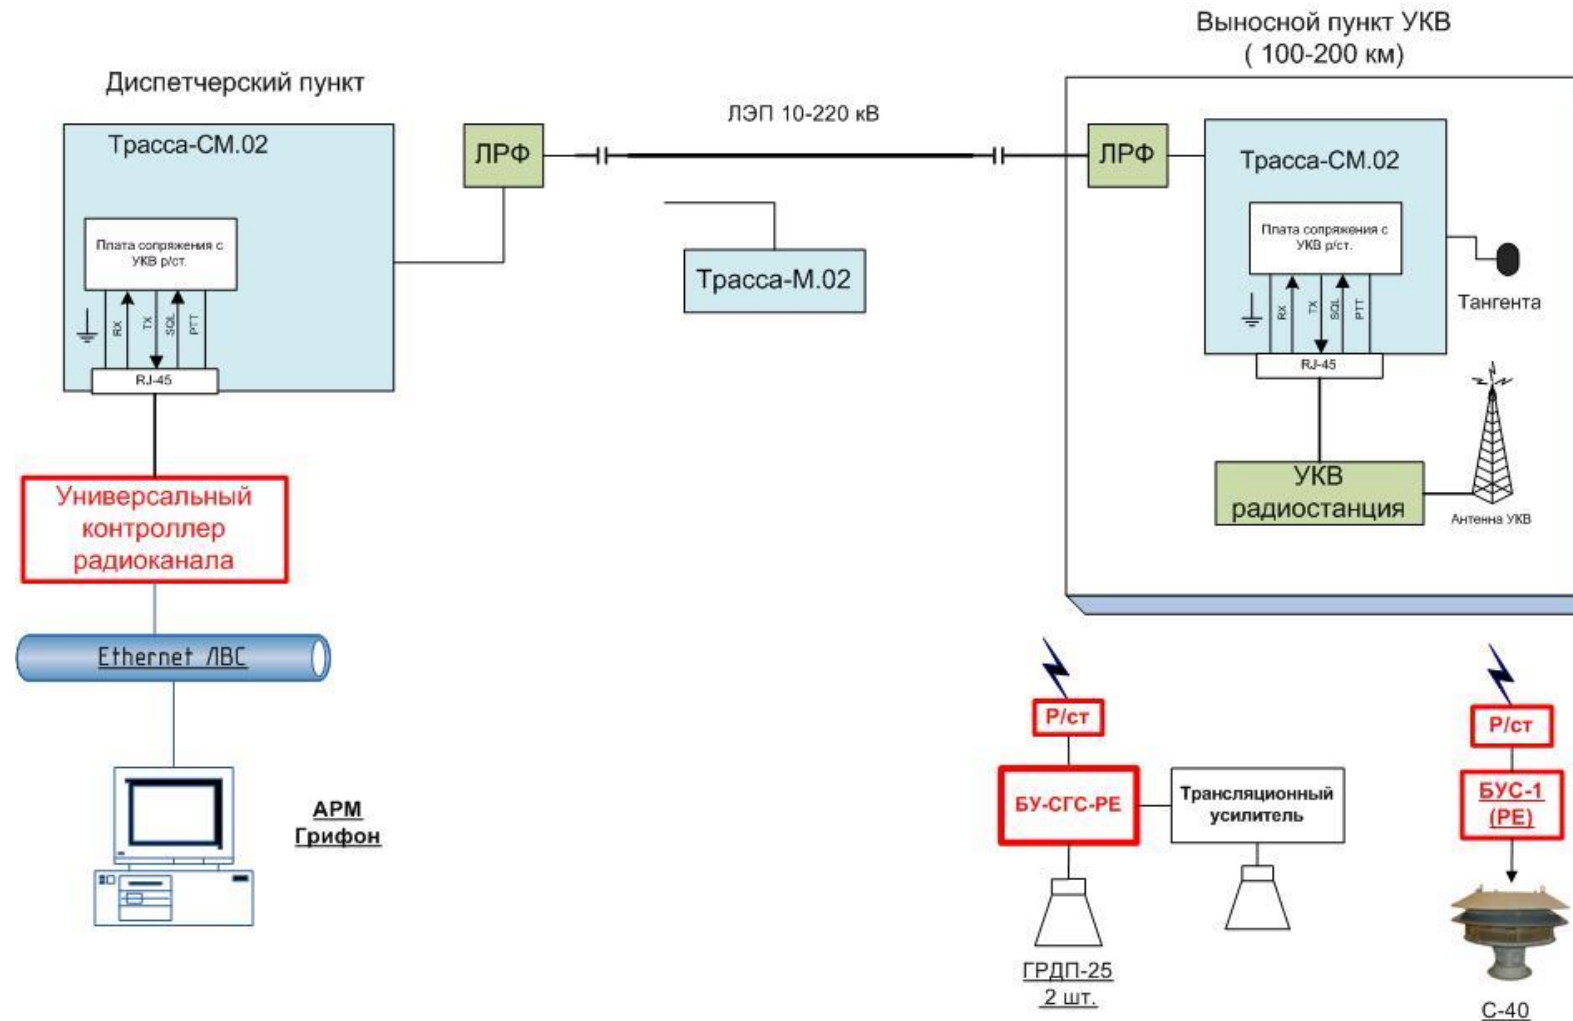 Выносной пункт УКВ
( 100-200 км)
Диспетчерский пункт
ЛЭП 10-220 кВ
Трасса-СМ.02
ЛРФ
ЛРФ
Трасса-СМ.02
Плата сопряжения с
УКВ р/ст.
Плата сопряжения с
УКВ р/ст.
Трасса-М.02
Тангента
RX
TX
SQL
PTT
RX
TX
SQL
PTT
RJ-45
RJ-45
Универсальный
контроллер
радиоканала
УКВ
радиостанция
Антенна УКВ
Ethernet ЛВС
Р/ст
Р/ст
АРМ
Грифон
БУ-СГС-РЕ
Трансляционный
усилитель
БУС-1
(РЕ)
ГРДП-25
2 шт.
С-40